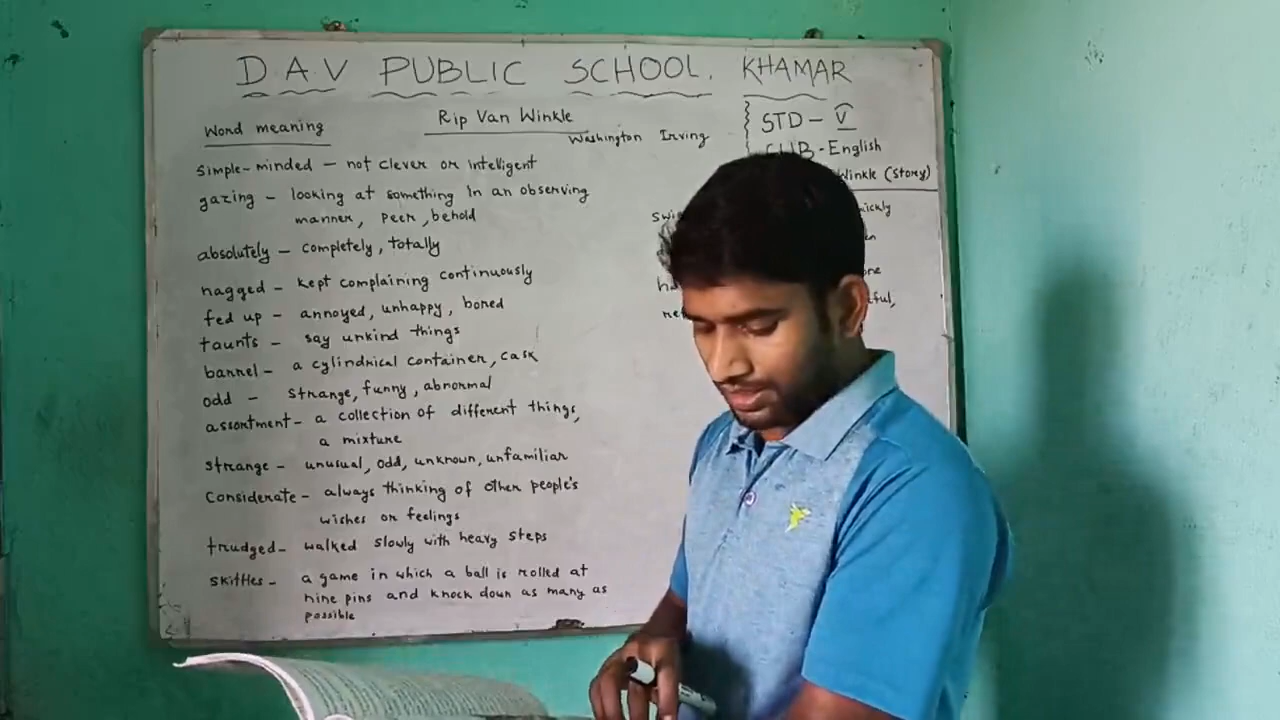 D.A.V PUBLIC SCHOOL, KHAMAR
Word meaning
Rip Van Winkle
Washington Irving
STD - V
SUB - English
Winkle (Story)
Simple-minded - not clever or intelligent
gazing - looking at something in an observing
manner, peer, behold
absolutely - completely, totally
nagged - kept complaining continuously
fed up - annoyed, unhappy, bored
taunts - say unkind things
barrel - a cylindrical container, cask
odd - strange, funny, abnormal
assortment - a collection of different things,
a mixture
strange - unusual, odd, unknown, unfamiliar
Considerate - always thinking of other people's
wishes or feelings
trudged - walked slowly with heavy steps
skittles - a game in which a ball is rolled at
nine pins and knock down as many as
possible